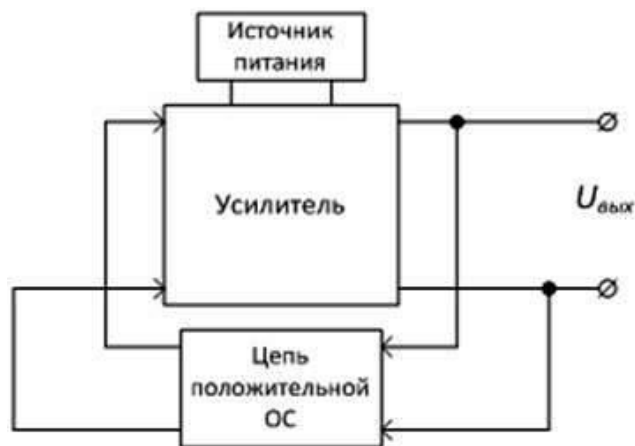 Источник
питания
Усилитель
Uвых
Цепь
положительной
ОС